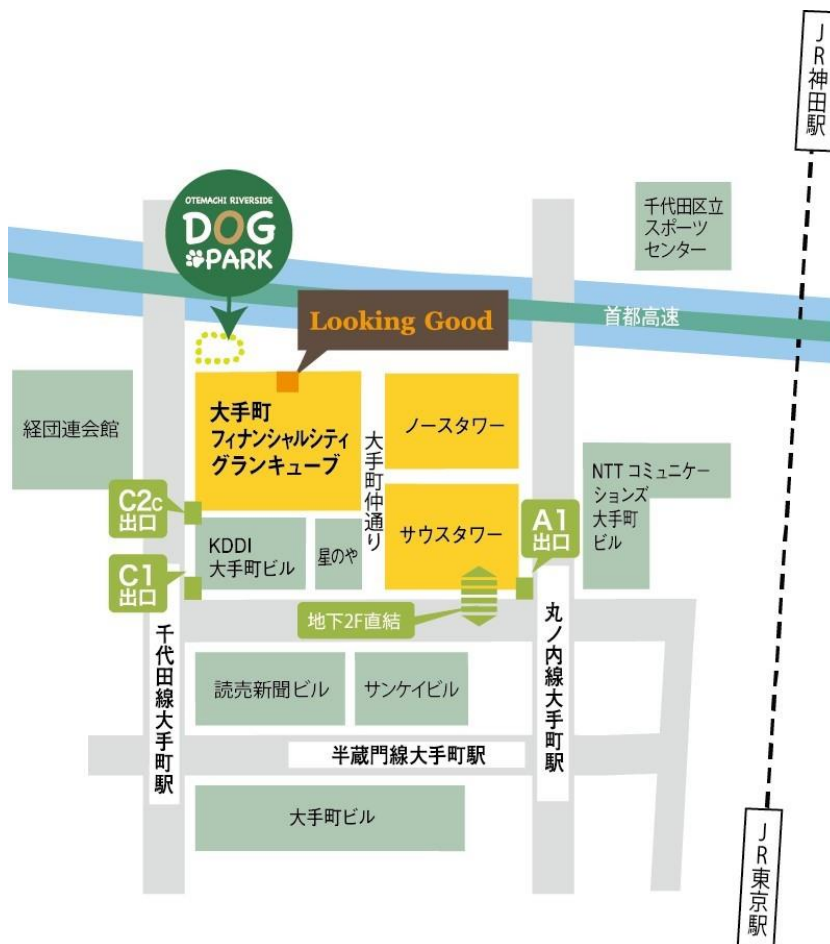 JR神田駅
OTEMACHI RIVERSIDE
DOG
PARK
千代田区立
スポーツ
センター
Looking Good
首都高速
経団連会館
大手町
フィナンシャルシティ
グランキューブ
大手町仲通り
ノースタワー
NTTコミュニケー
ションズ
大手町
ビル
C2c
出口
KDDI
大手町ビル
星のや
サウスタワー
A1
出口
C1
出口
地下2F直結
千代田線大手町駅
丸ノ内線大手町駅
読売新聞ビル
サンケイビル
半蔵門線大手町駅
大手町ビル
JR東京駅